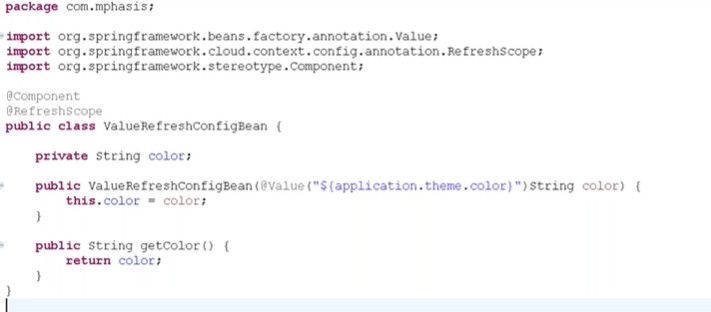 package com.mphasis;
import org.springframework.beans.factory.annotation.Value;
import org.springframework.cloud.context.config.annotation.RefreshScope;
import org.springframework.stereotype.Component;
@Component
@RefreshScope
public class ValueRefreshConfigBean {
private String color;
public ValueRefreshConfigBean(@Value("${application.theme.color}")String color) {
this.color = color;
}
public String getColor() {
return color;
}
}